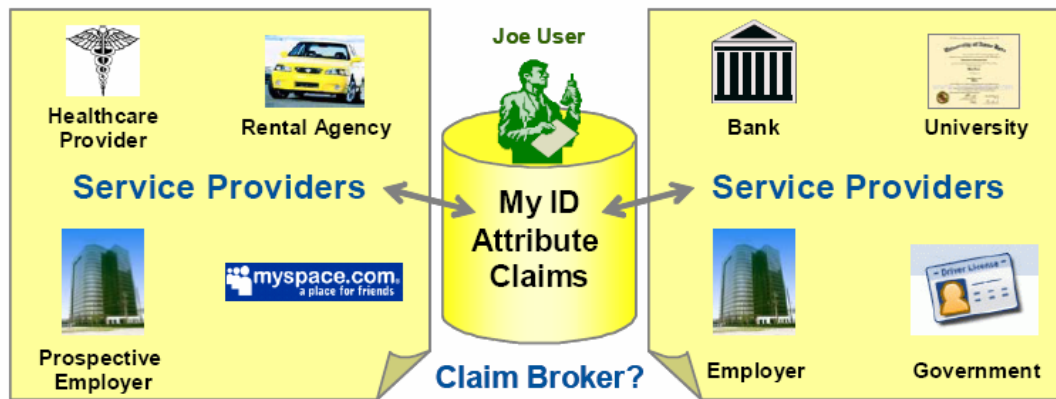 Healthcare
Provider
Rental Agency
Service Providers
myspace.com
a place for friends
Prospective
Employer
Joe User
My ID
Attribute
Claims
Claim Broker?
Bank
University
Service Providers
Driver License
Employer
Government